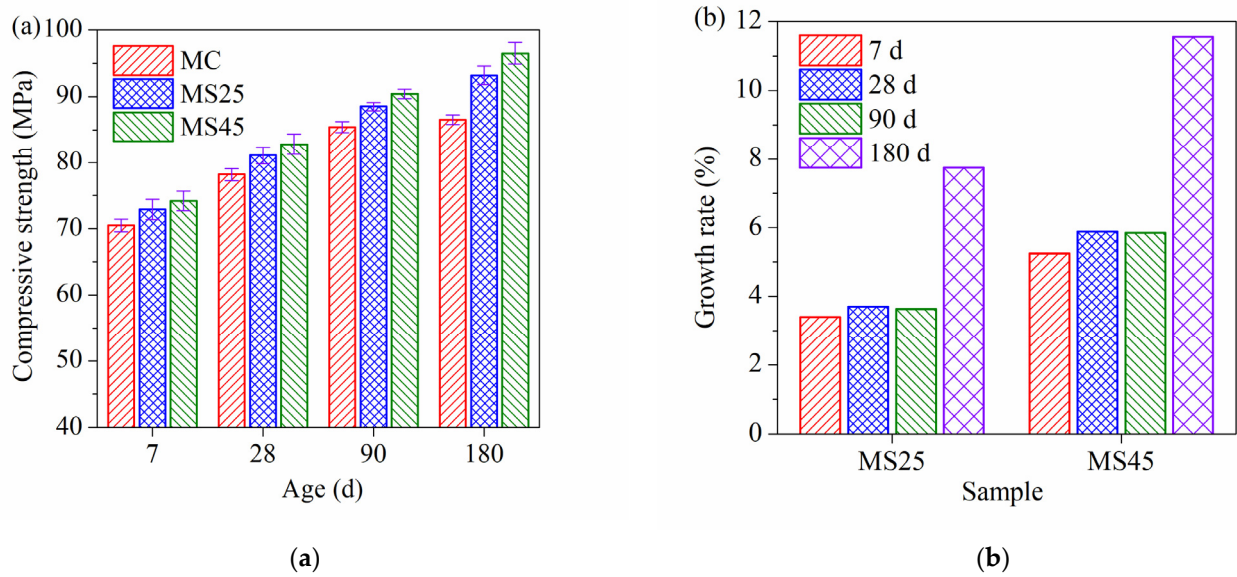 (a)
Compressive strength (MPa)
100
90
80
70
60
50
40
MC
MS25
MS45
7 28 90 180
Age (d)
(a)
(b)
Growth rate (%)
12
10
8
6
4
2
0
7 d
28 d
90 d
180 d
MS25 MS45
Sample
(b)